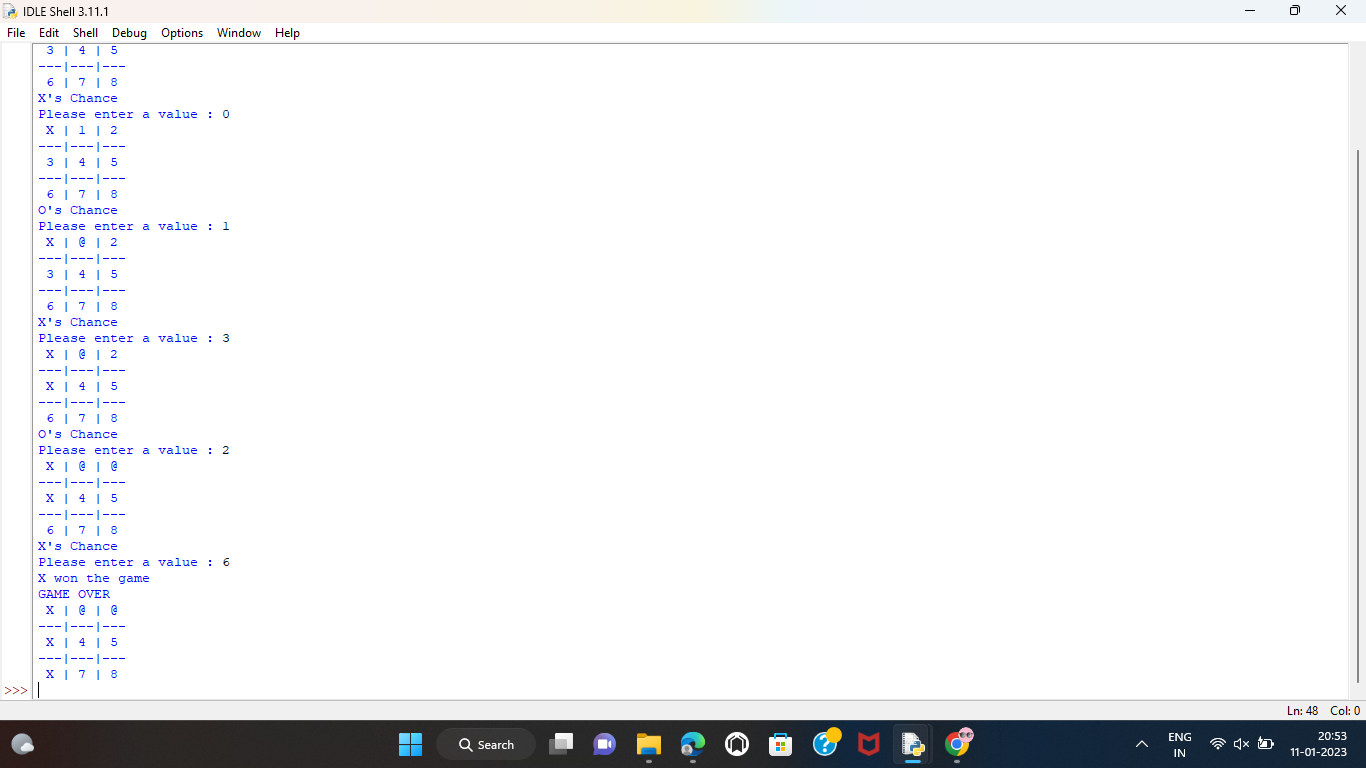 IDLE Shell 3.11.1
File Edit Shell Debug Options Window Help
 3 | 4 | 5
---|---|---
 6 | 7 | 8
X's Chance
Please enter a value : 0
 X | 1 | 2
---|---|---
 3 | 4 | 5
---|---|---
 6 | 7 | 8
O's Chance
Please enter a value : 1
 X | @ | 2
---|---|---
 3 | 4 | 5
---|---|---
 6 | 7 | 8
X's Chance
Please enter a value : 3
 X | @ | 2
---|---|---
 X | 4 | 5
---|---|---
 6 | 7 | 8
O's Chance
Please enter a value : 2
 X | @ | @
---|---|---
 X | 4 | 5
---|---|---
 6 | 7 | 8
X's Chance
Please enter a value : 6
X won the game
GAME OVER
 X | @ | @
---|---|---
 X | 4 | 5
---|---|---
 X | 7 | 8
>>>
Ln: 48 Col: 0
Search
ENG
IN
20:53
11-01-2023